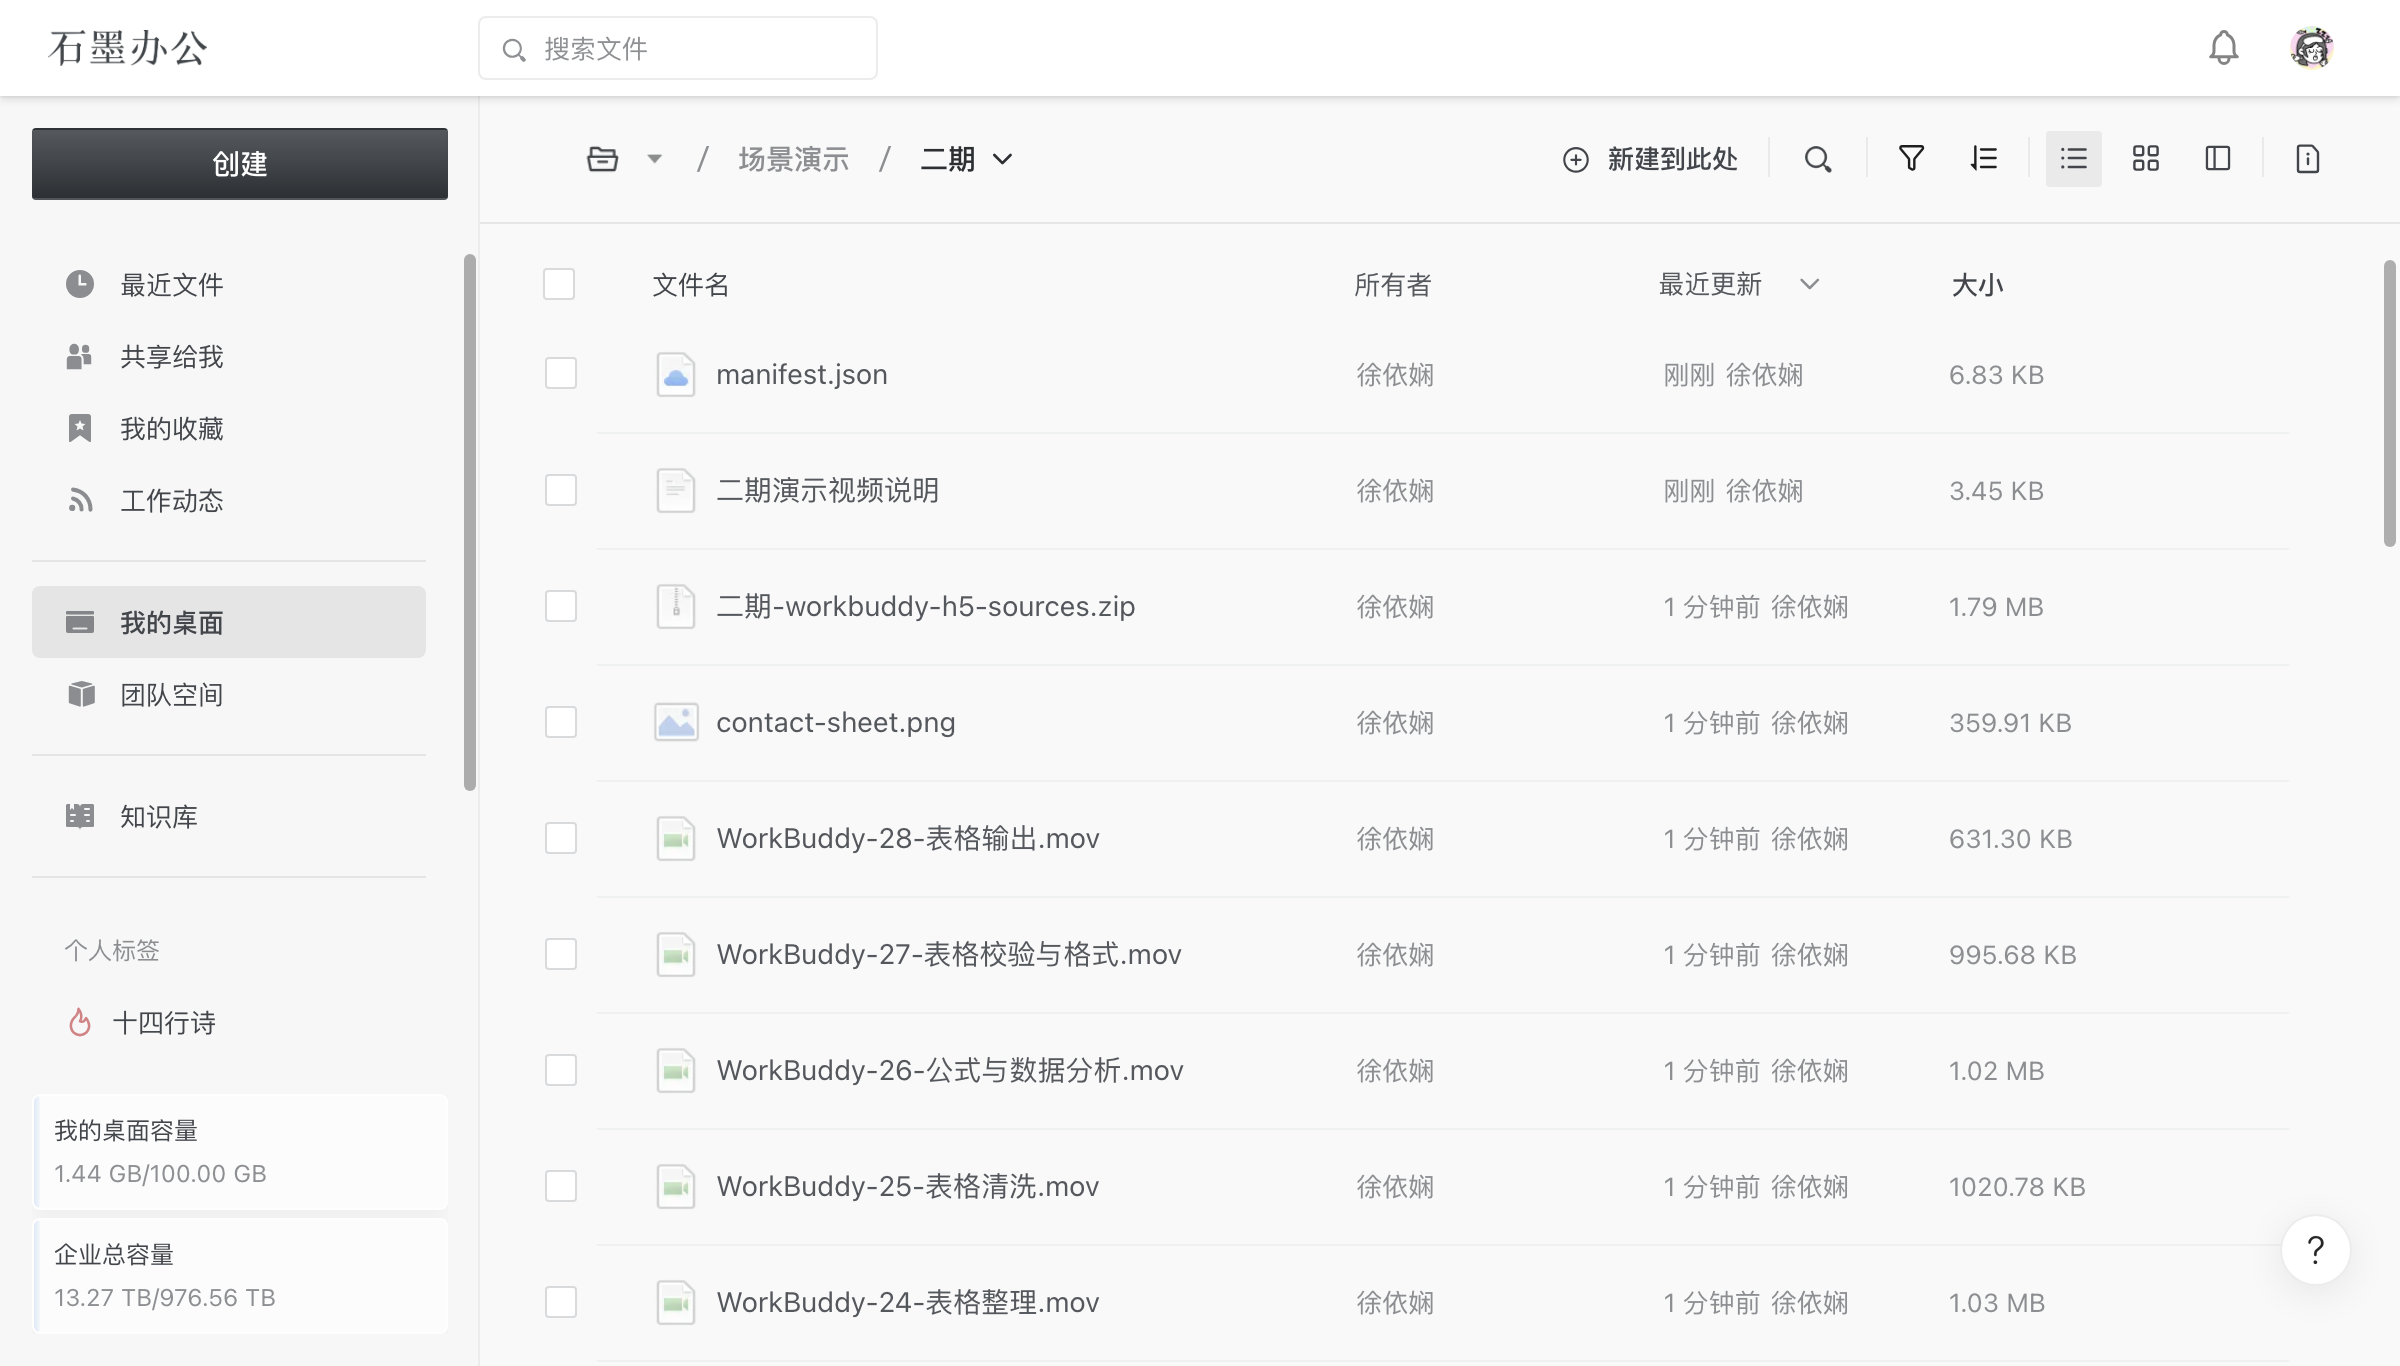 石墨办公
搜索文件
创建
最近文件
共享给我
我的收藏
工作动态
我的桌面
团队空间
知识库
个人标签
十四行诗
我的桌面容量
1.44 GB/100.00 GB
企业总容量
13.27 TB/976.56 TB
/ 场景演示 / 二期
新建到此处
文件名 所有者 最近更新 大小
manifest.json 徐依娴 刚刚 徐依娴 6.83 KB
二期演示视频说明 徐依娴 刚刚 徐依娴 3.45 KB
二期-workbuddy-h5-sources.zip 徐依娴 1 分钟前 徐依娴 1.79 MB
contact-sheet.png 徐依娴 1 分钟前 徐依娴 359.91 KB
WorkBuddy-28-表格输出.mov 徐依娴 1 分钟前 徐依娴 631.30 KB
WorkBuddy-27-表格校验与格式.mov 徐依娴 1 分钟前 徐依娴 995.68 KB
WorkBuddy-26-公式与数据分析.mov 徐依娴 1 分钟前 徐依娴 1.02 MB
WorkBuddy-25-表格清洗.mov 徐依娴 1 分钟前 徐依娴 1020.78 KB
WorkBuddy-24-表格整理.mov 徐依娴 1 分钟前 徐依娴 1.03 MB
?